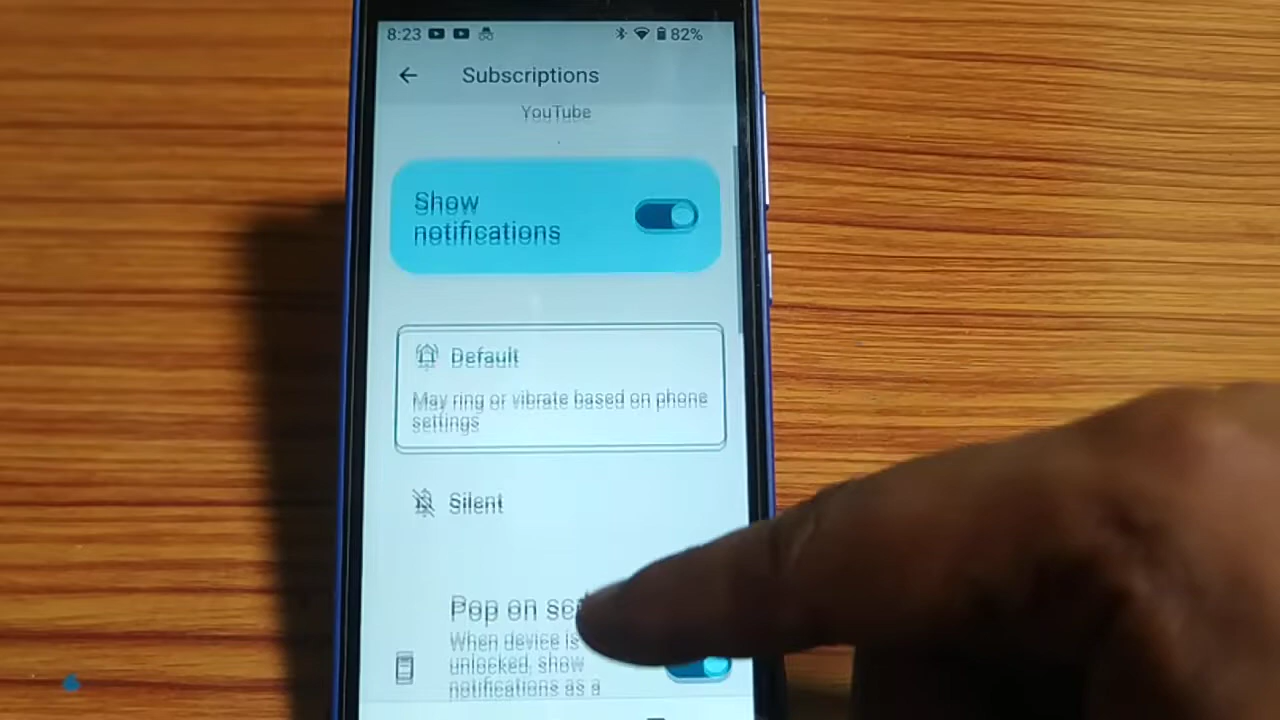 8:23 82%
Subscriptions
YouTube
Show
notifications
Default
May ring or vibrate based on phone
settings
Silent
Pop on
When device is
unlocked, show
notifications as a